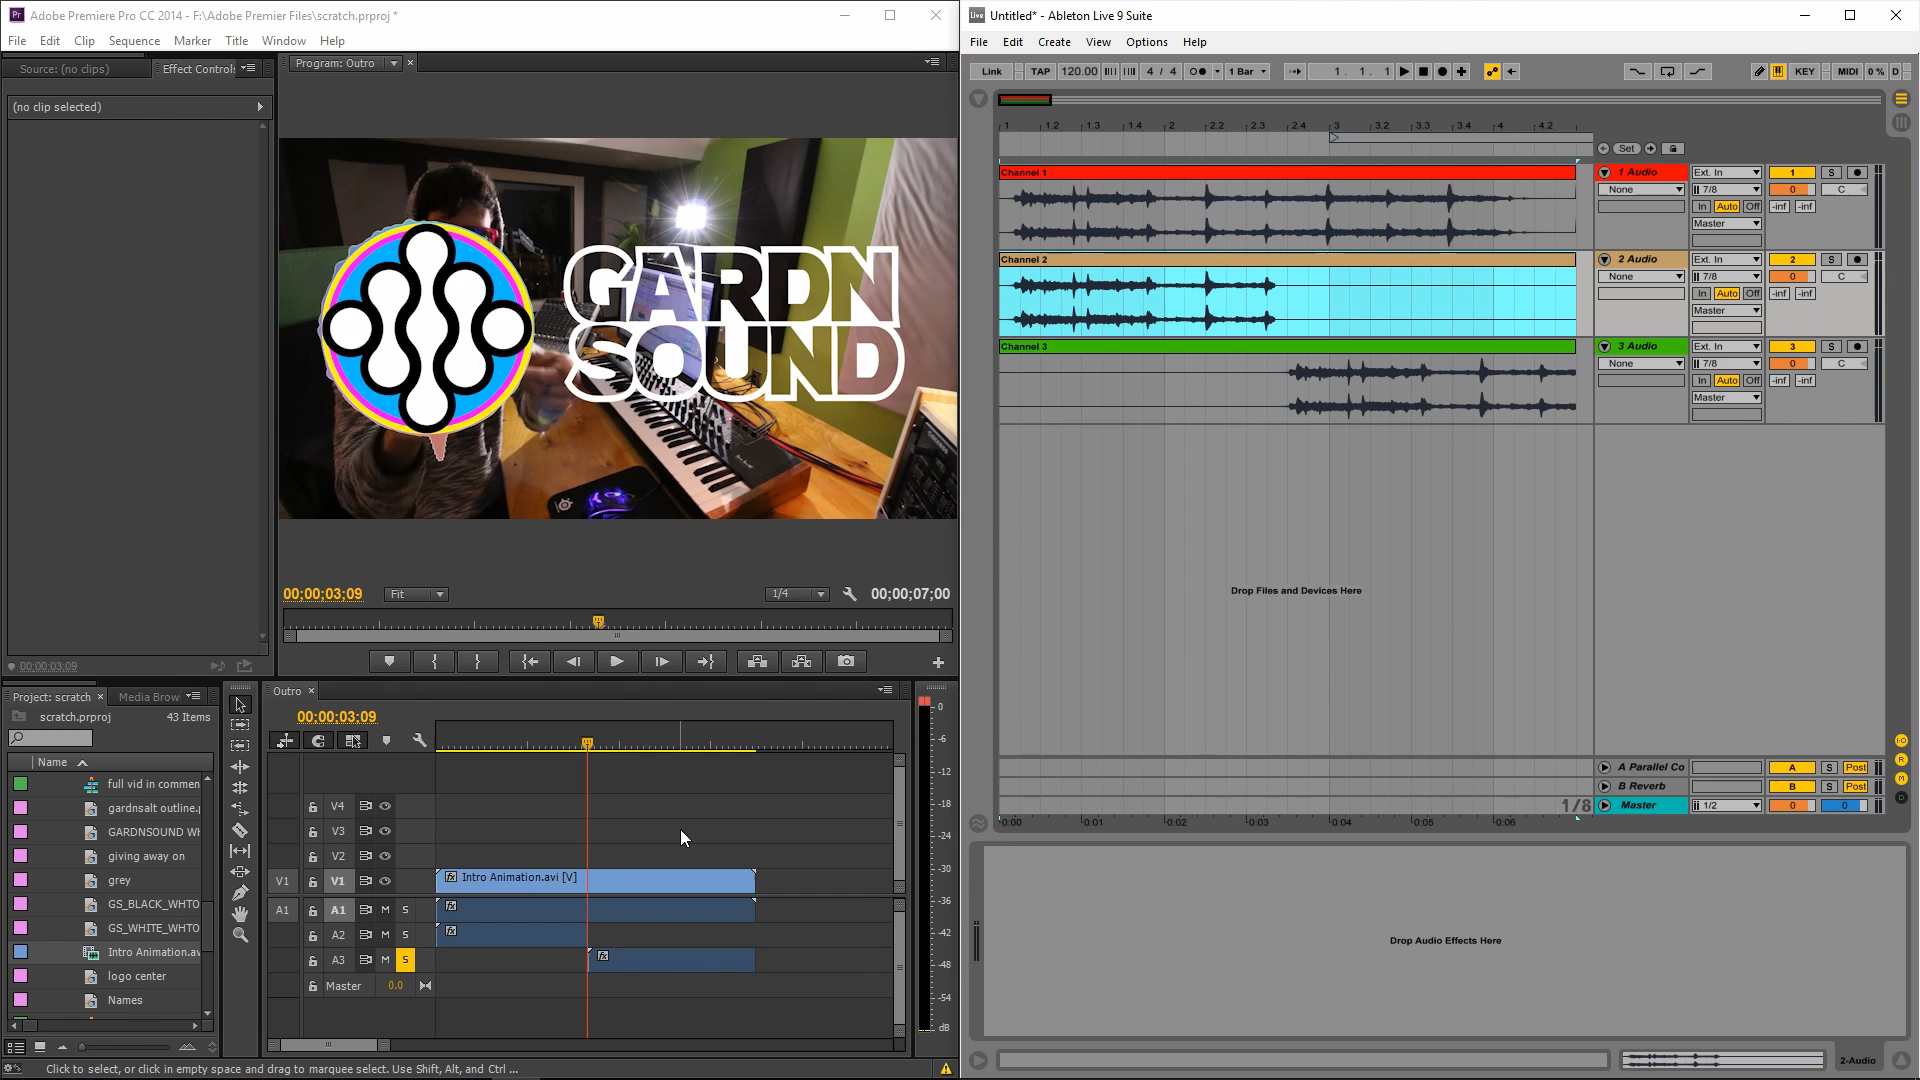 Adobe Premiere Pro CC 2014 - F:\Adobe Premier Files\scratch.prproj *
File Edit Clip Sequence Marker Title Window Help
Source: (no clips)
Effect Controls
Program: Outro
(no clip selected)
GARDN
SOUND
00;00;03;09
Fit
1/4
00;00;07;00
00:00:03:09
Project: scratch
Media Brow
scratch.prproj
43 Items
Name
full vid in commen
gardnsalt outline.p
GARDNSOUND WH
giving away on
grey
GS_BLACK_WHTO
GS_WHITE_WHTO
Intro Animation.av
logo center
Names
Outro
00;00;03;09
V4
V3
V2
V1 V1
Intro Animation.avi [V]
A1 A1 M S
A2 M S
A3 M S
Master 0.0
0
-6
-12
-18
-24
-30
-36
-42
-48
-54
dB
Click to select, or click in empty space and drag to marquee select. Use Shift, Alt, and Ctrl ...
Live
Untitled* - Ableton Live 9 Suite
File Edit Create View Options Help
Link TAP 120.00 4 / 4 1 Bar 1. 1. 1 KEY MIDI 0 % D
1 1.2 1.3 1.4 2 2.2 2.3 2.4 3 3.2 3.3 3.4 4 4.2
Set
Channel 1
1 Audio Ext. In 1 S
None 7/8 0 C
In Auto Off -inf -inf
Master
Channel 2
2 Audio Ext. In 2 S
None 7/8 0 C
In Auto Off -inf -inf
Master
Channel 3
3 Audio Ext. In 3 S
None 7/8 0 C
In Auto Off -inf -inf
Master
Drop Files and Devices Here
A Parallel Co A S Post
B Reverb B S Post
1/8 Master 1/2 0 0
0:00 0:01 0:02 0:03 0:04 0:05 0:06
Drop Audio Effects Here
2-Audio